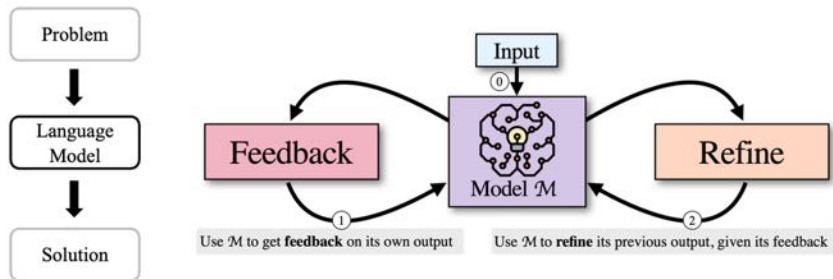 Problem
Language
Model
Solution
Input
0
Feedback
Model ℳ
Refine
1
2
Use ℳ to get feedback on its own output
Use ℳ to refine its previous output, given its feedback